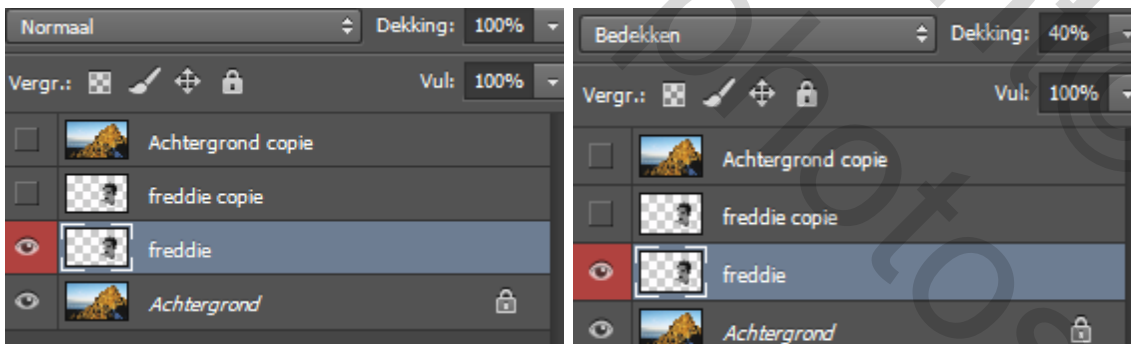 Normaal Dekking: 100%
Vergr.: Vul: 100%
Achtergrond copie
freddie copie
freddie
Achtergrond
Bedekken Dekking: 40%
Vergr.: Vul: 100%
Achtergrond copie
freddie copie
freddie
Achtergrond